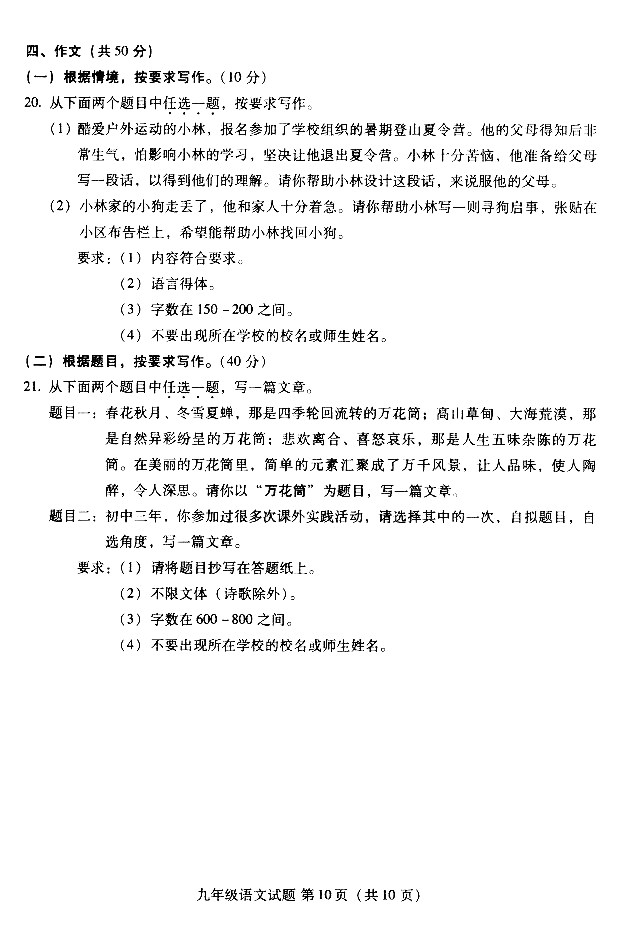 四、作文（共 50 分）
（一）根据情境，按要求写作。（10 分）
20. 从下面两个题目中任选一题，按要求写作。
（1）酷爱户外运动的小林，报名参加了学校组织的暑期登山夏令营。他的父母得知后非
常生气，怕影响小林的学习，坚决让他退出夏令营。小林十分苦恼，他准备给父母
写一段话，以得到他们的理解。请你帮助小林设计这段话，来说服他的父母。
（2）小林家的小狗走丢了，他和家人十分着急。请你帮助小林写一则寻狗启事，张贴在
小区布告栏上，希望能帮助小林找回小狗。
要求：（1）内容符合要求。
（2）语言得体。
（3）字数在 150－200 之间。
（4）不要出现所在学校的校名或师生姓名。
（二）根据题目，按要求写作。（40 分）
21. 从下面两个题目中任选一题，写一篇文章。
题目一：春花秋月、冬雪夏蝉，那是四季轮回流转的万花筒；高山草甸、大海荒漠，那
是自然异彩纷呈的万花筒；悲欢离合、喜怒哀乐，那是人生五味杂陈的万花
筒。在美丽的万花筒里，简单的元素汇聚成了万千风景，让人品味，使人陶
醉，令人深思。请你以“万花筒”为题目，写一篇文章。
题目二：初中三年，你参加过很多次课外实践活动，请选择其中的一次，自拟题目，自
选角度，写一篇文章。
要求：（1）请将题目抄写在答题纸上。
（2）不限文体（诗歌除外）。
（3）字数在 600－800 之间。
（4）不要出现所在学校的校名或师生姓名。
九年级语文试题 第 10 页（共 10 页）